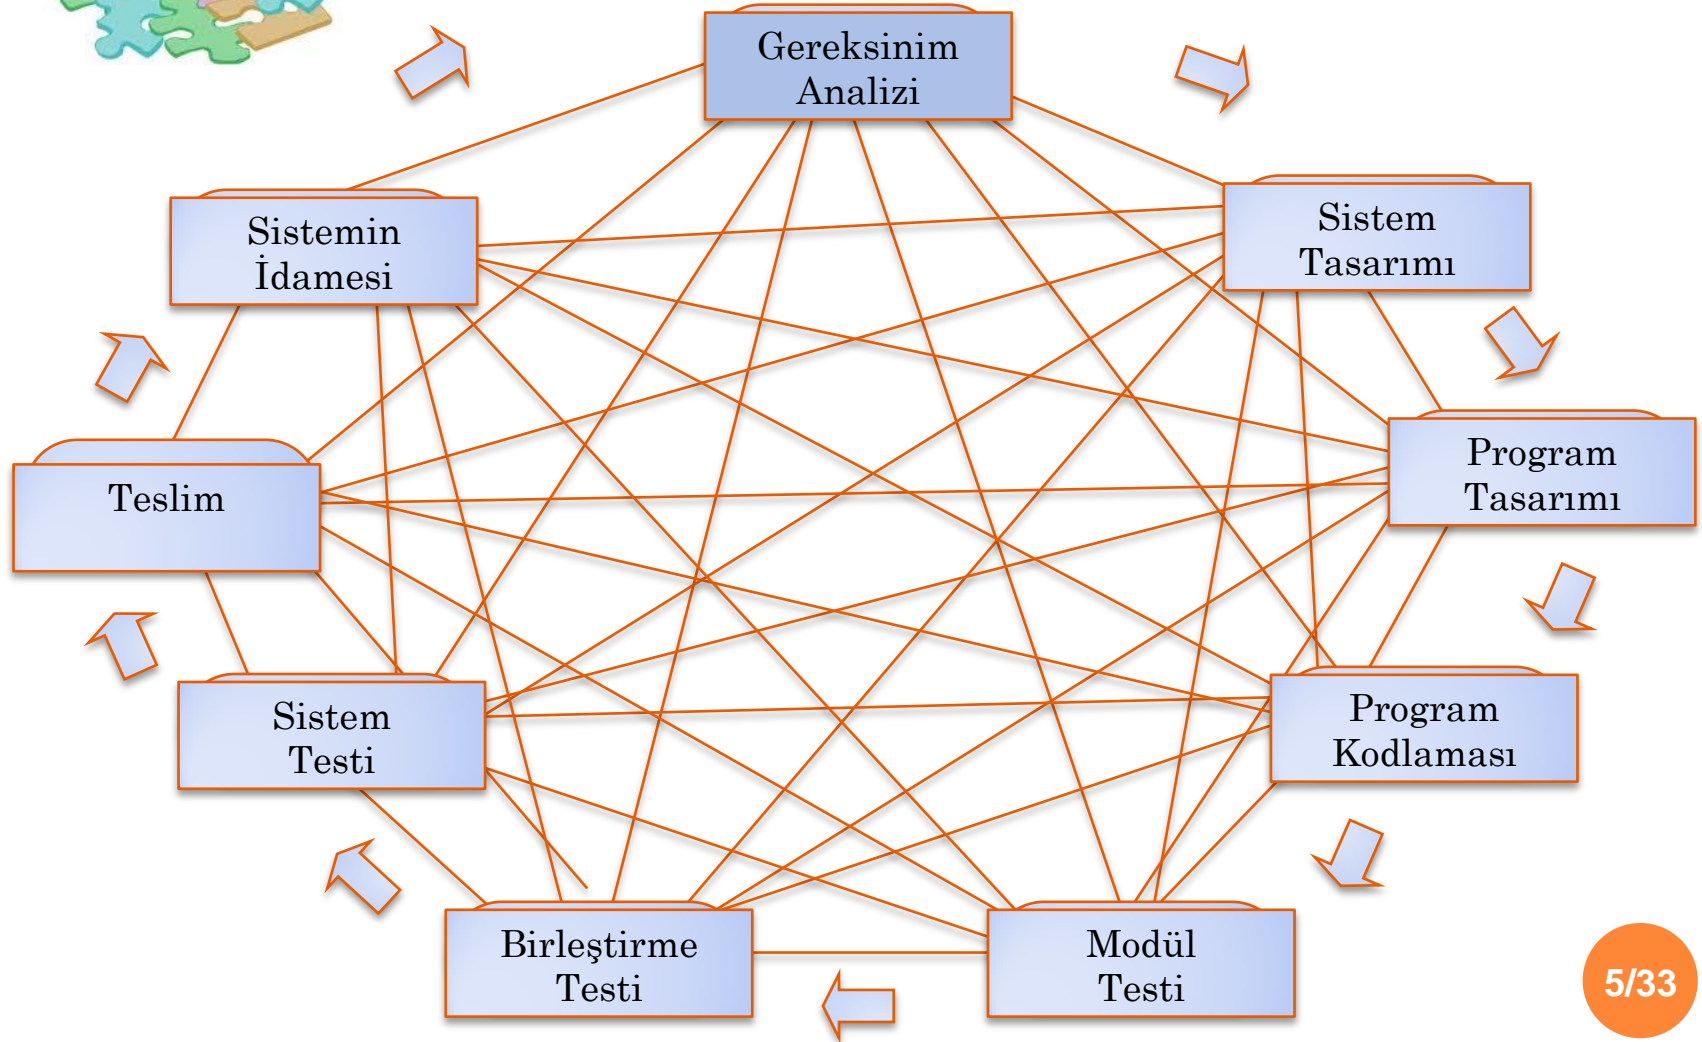 Gereksinim
Analizi
Sistem
Tasarımı
Program
Tasarımı
Program
Kodlaması
Modül
Testi
Birleştirme
Testi
Sistem
Testi
Teslim
Sistemin
İdamesi
5/33